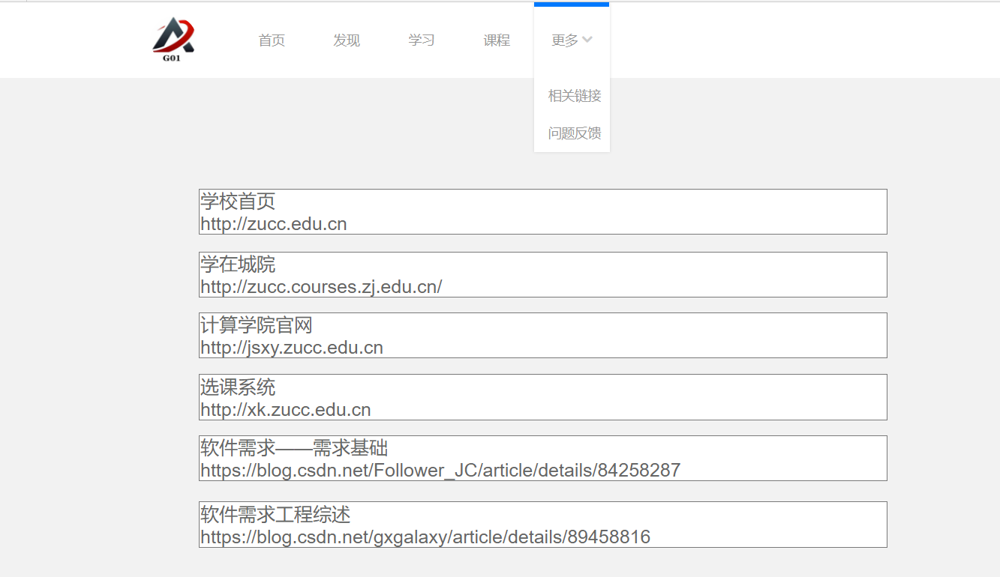 G01
首页
发现
学习
课程
更多
相关链接
问题反馈
学校首页
http://zucc.edu.cn
学在城院
http://zucc.courses.zj.edu.cn/
计算学院官网
http://jsxy.zucc.edu.cn
选课系统
http://xk.zucc.edu.cn
软件需求——需求基础
https://blog.csdn.net/Follower_JC/article/details/84258287
软件需求工程综述
https://blog.csdn.net/gxgalaxy/article/details/89458816